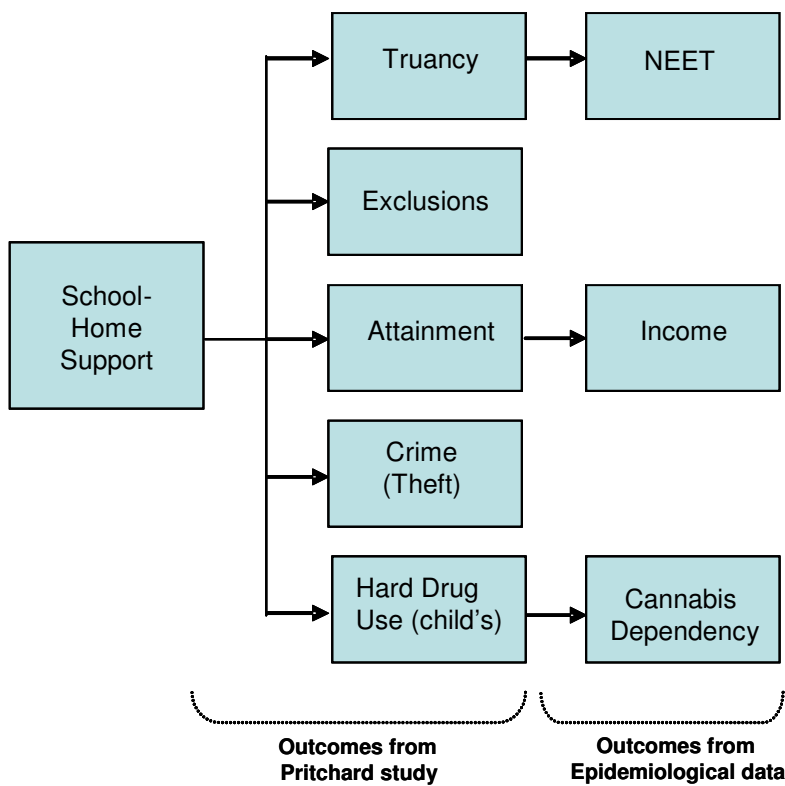 Truancy
NEET
Exclusions
School-
Home
Support
Attainment
Income
Crime
(Theft)
Hard Drug
Use (child's)
Cannabis
Dependency
Outcomes from
Pritchard study
Outcomes from
Epidemiological data